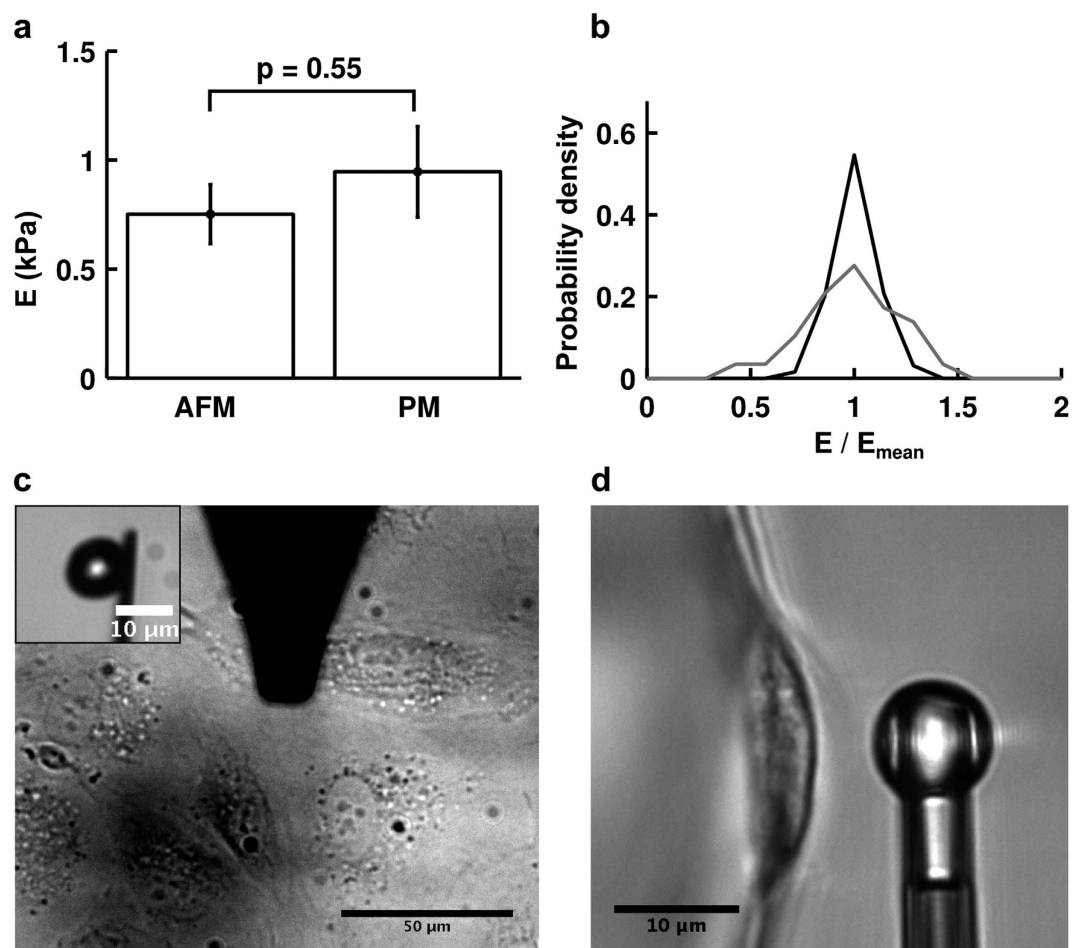 a
1.5
p = 0.55
1
E (kPa)
0.5
0
AFM
PM
b
0.6
Probability density
0.4
0.2
0
0
0.5
1
1.5
2
E / Emean
c
10 μm
50 μm
d
10 μm